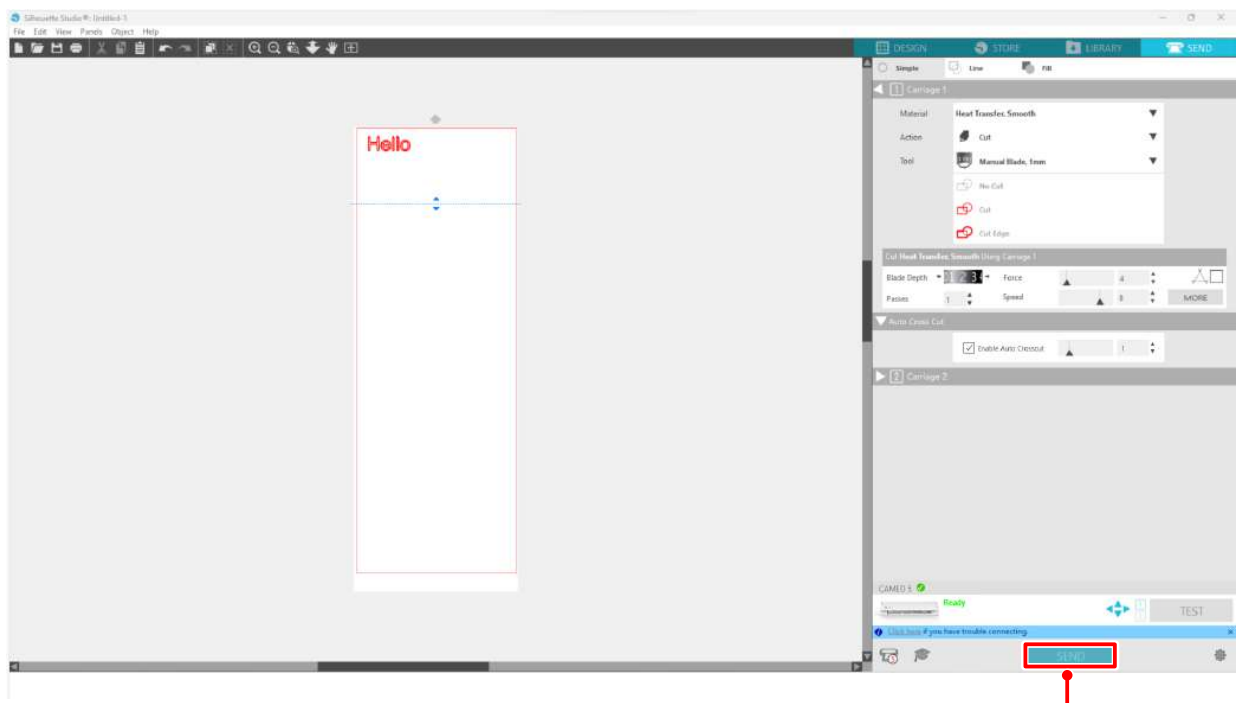 Silhouette Studio®: Untitled-1
File Edit View Panels Object Help
DESIGN STORE LIBRARY SEND
Simple Line Fill
1 Carriage 1
Material Heat Transfer, Smooth
Action Cut
Tool Manual Blade, 1mm
No Cut
Cut
Cut Edge
Cut Heat Transfer, Smooth Using Carriage 1
Blade Depth Force 4
Passes 1 Speed 8 MORE
Auto Cross Cut
Enable Auto Crosscut 1
2 Carriage 2
Hello
CAMEO 5
Ready
TEST
Click here if you have trouble connecting.
SEND